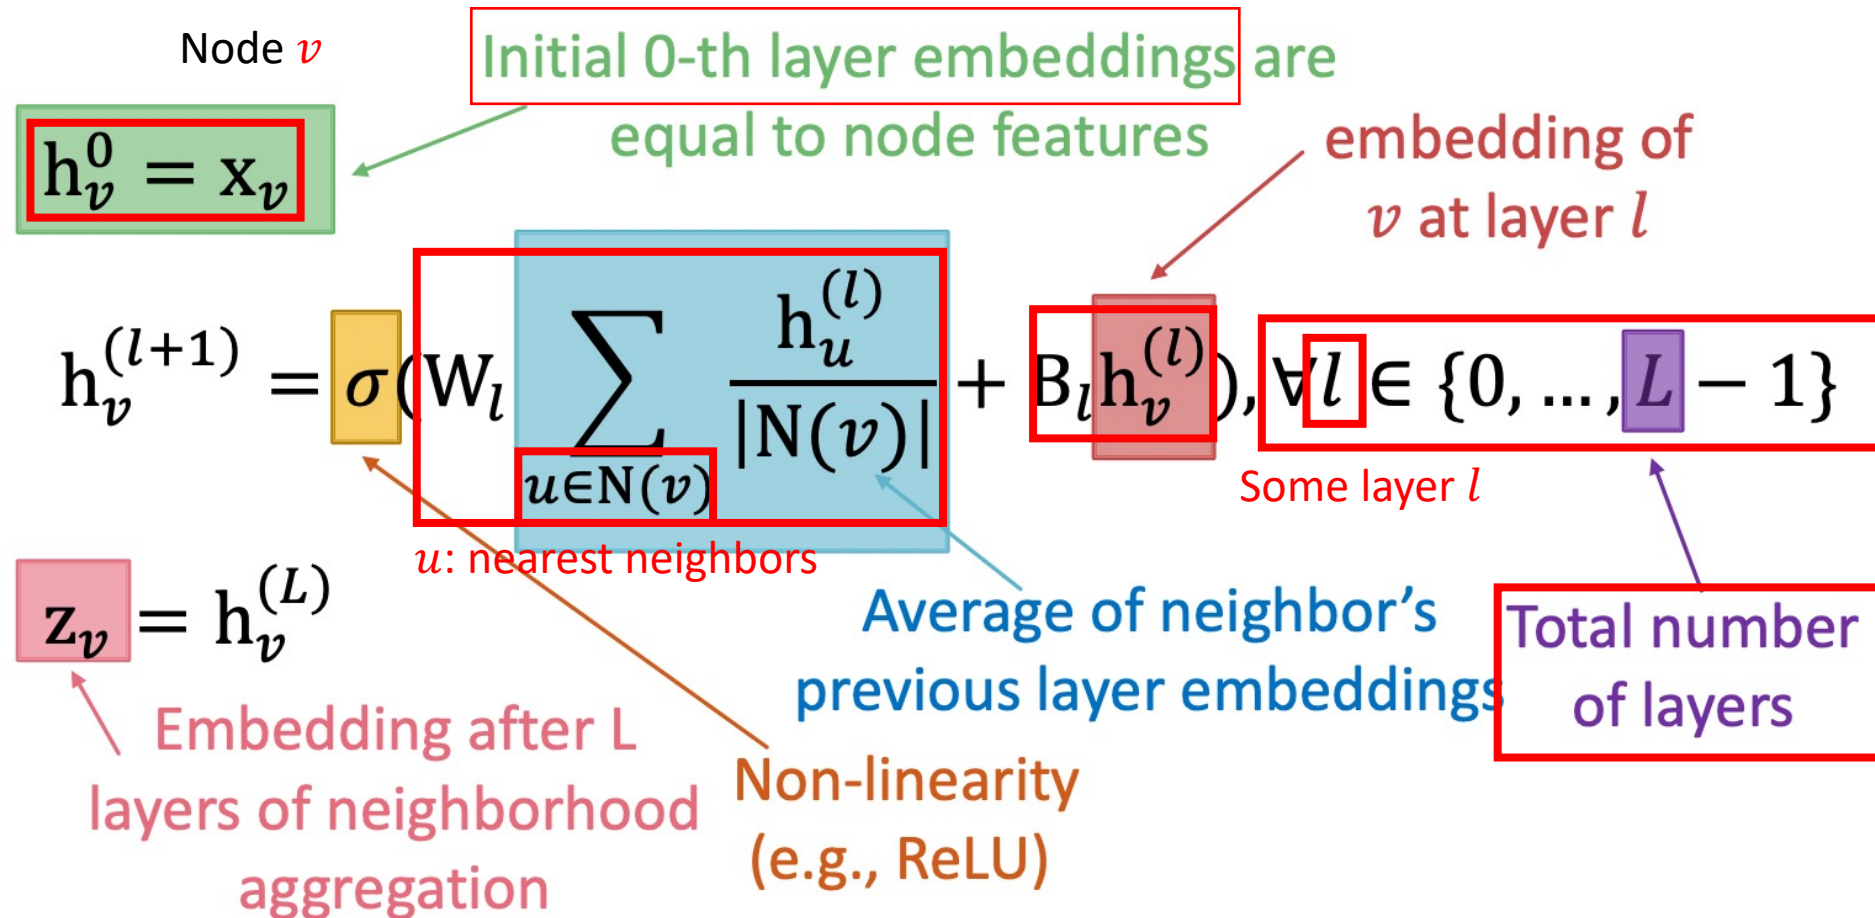 Node v
Initial 0-th layer embeddings are
equal to node features
h_v^0 = x_v
embedding of
v at layer l
h_v^{(l+1)} = σ(W_l ∑_{u∈N(v)} h_u^{(l)} / |N(v)| + B_l h_v^{(l)}), ∀l ∈ {0, …, L − 1}
Some layer l
u: nearest neighbors
z_v = h_v^{(L)}
Average of neighbor’s
previous layer embeddings
Total number
of layers
Embedding after L
layers of neighborhood
aggregation
Non-linearity
(e.g., ReLU)